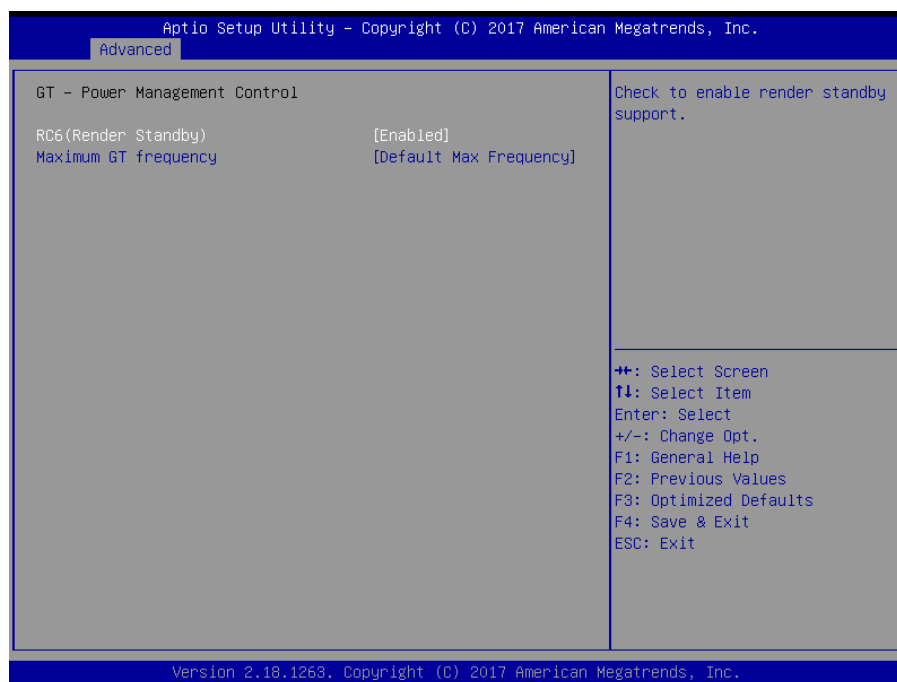 Aptio Setup Utility – Copyright (C) 2017 American Megatrends, Inc.
Advanced
GT – Power Management Control
RC6(Render Standby) [Enabled]
Maximum GT frequency [Default Max Frequency]
Check to enable render standby
support.
→←: Select Screen
↑↓: Select Item
Enter: Select
+/-: Change Opt.
F1: General Help
F2: Previous Values
F3: Optimized Defaults
F4: Save & Exit
ESC: Exit
Version 2.18.1263. Copyright (C) 2017 American Megatrends, Inc.